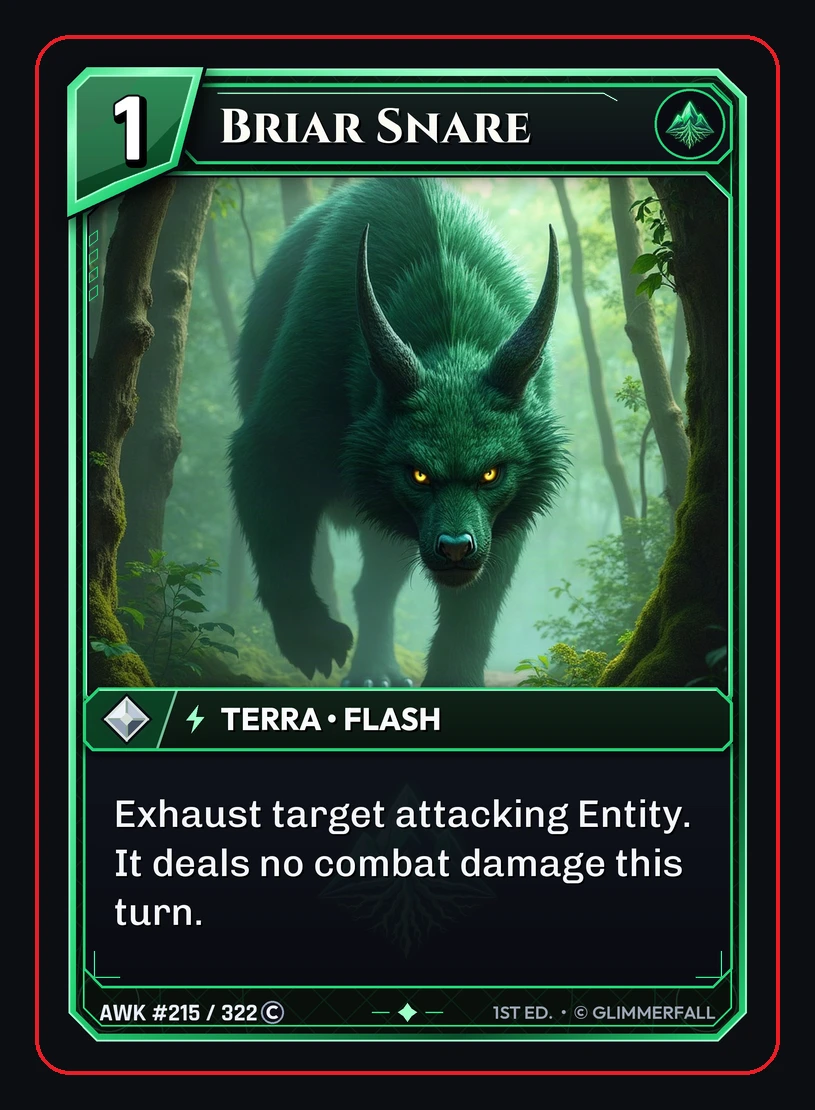 1
Briar Snare
TERRA • FLASH
Exhaust target attacking Entity.
It deals no combat damage this
turn.
AWK #215 / 322 Ⓒ
1ST ED. • © GLIMMERFALL